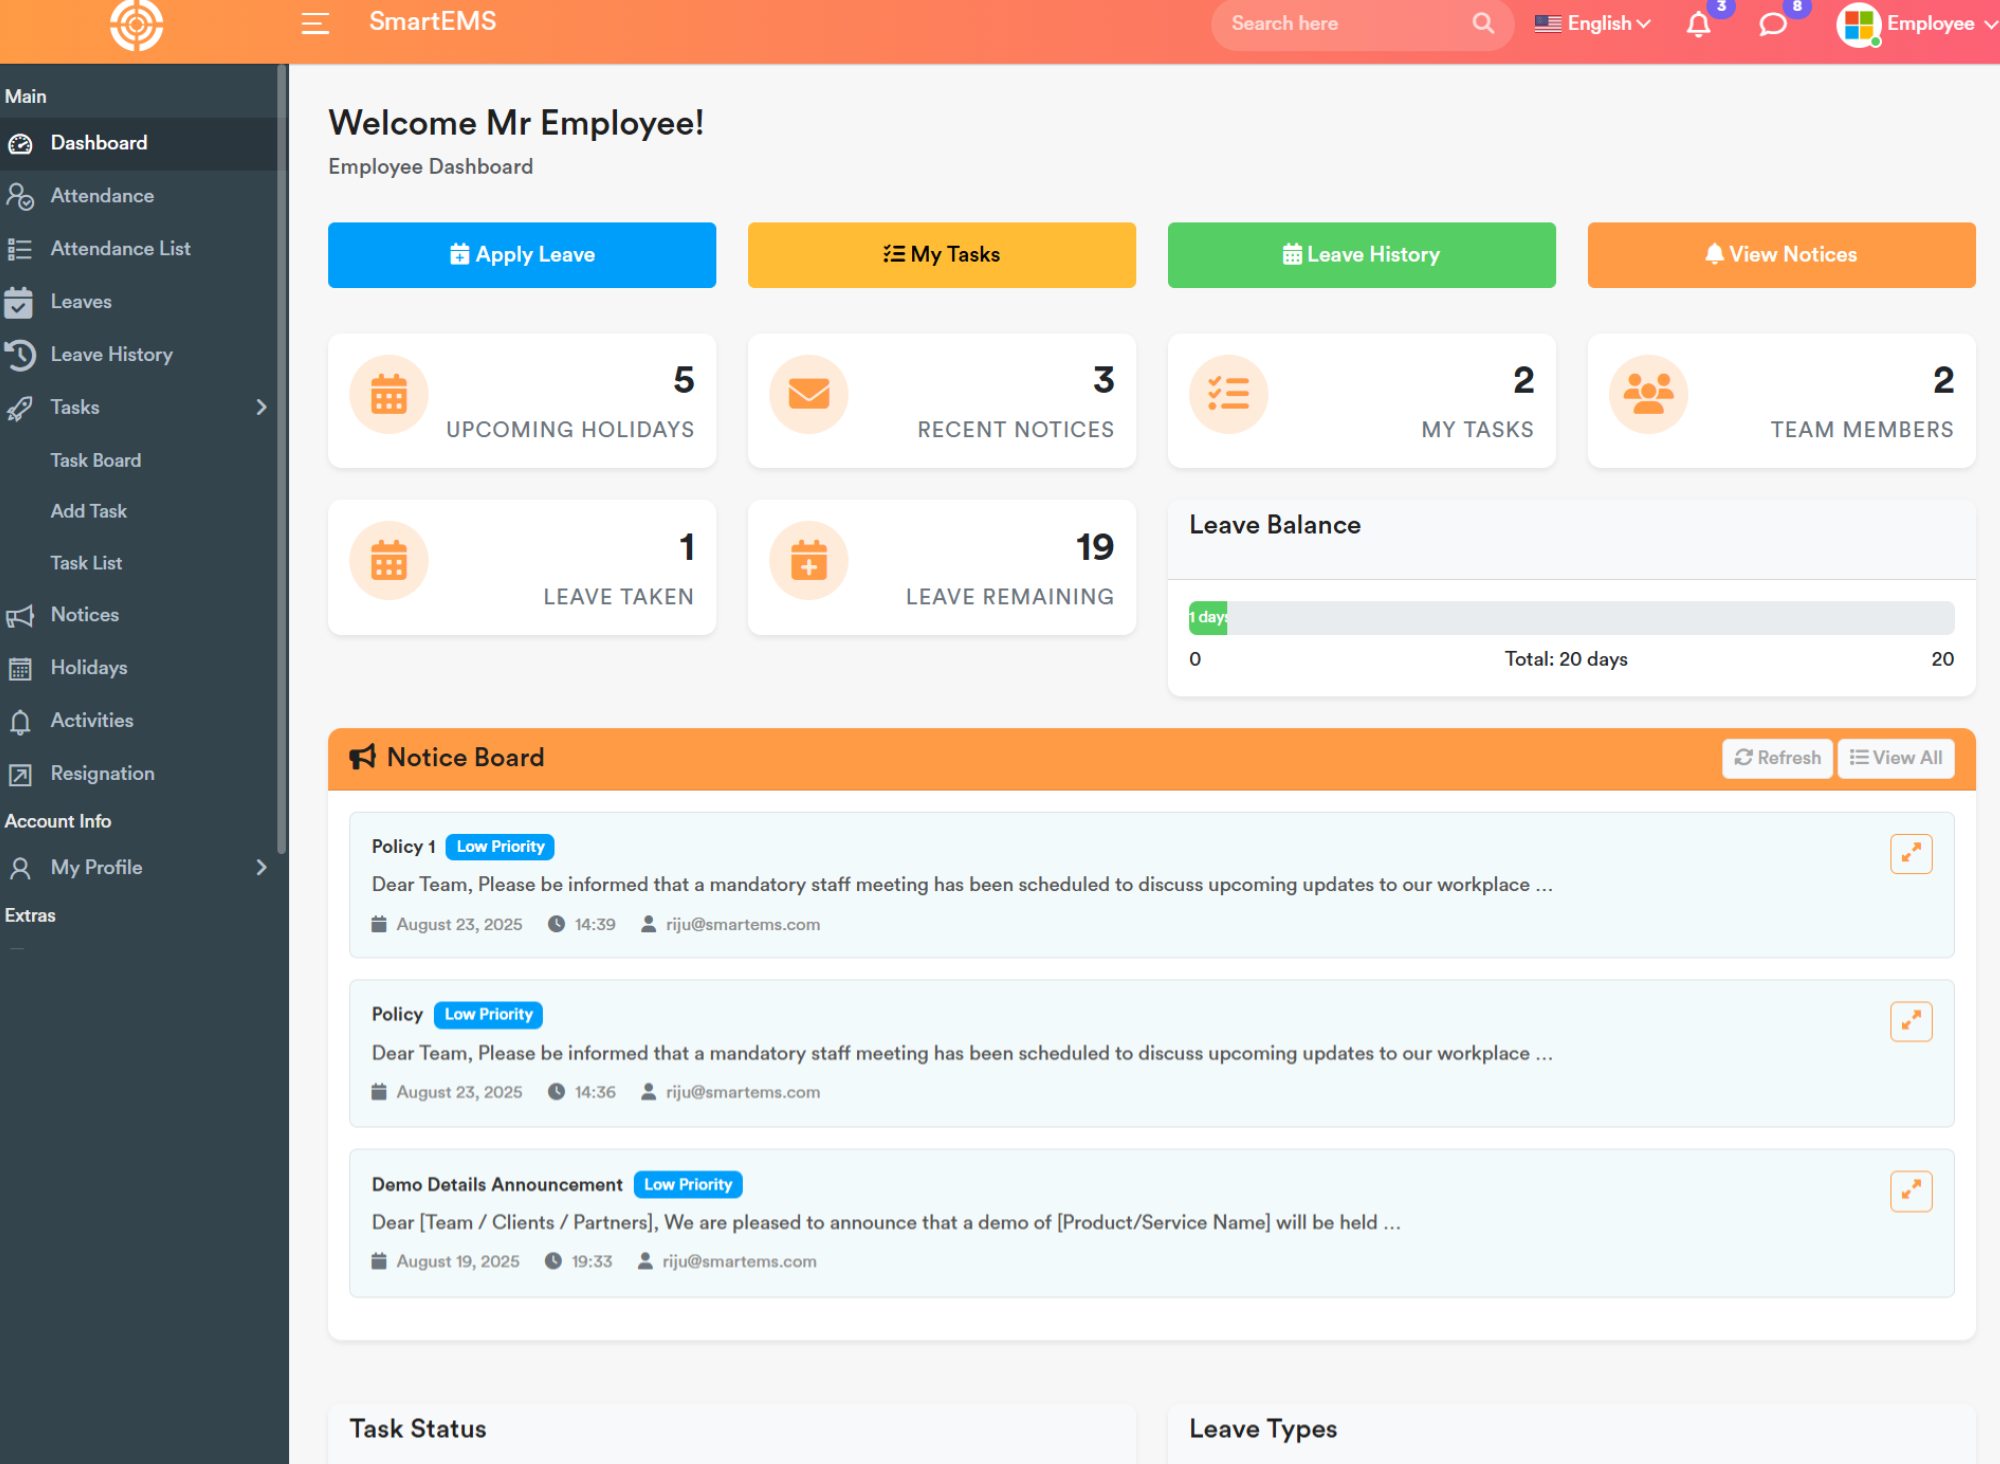 SmartEMS
Search here
English
3
8
Employee
Main
Dashboard
Attendance
Attendance List
Leaves
Leave History
Tasks
Task Board
Add Task
Task List
Notices
Holidays
Activities
Resignation
Account Info
My Profile
Extras
Welcome Mr Employee!
Employee Dashboard
Apply Leave
My Tasks
Leave History
View Notices
5
UPCOMING HOLIDAYS
3
RECENT NOTICES
2
MY TASKS
2
TEAM MEMBERS
1
LEAVE TAKEN
19
LEAVE REMAINING
Leave Balance
1 days
0
Total: 20 days
20
Notice Board
Refresh
View All
Policy 1 Low Priority
Dear Team, Please be informed that a mandatory staff meeting has been scheduled to discuss upcoming updates to our workplace ...
August 23, 2025 14:39 riju@smartems.com
Policy Low Priority
Dear Team, Please be informed that a mandatory staff meeting has been scheduled to discuss upcoming updates to our workplace ...
August 23, 2025 14:36 riju@smartems.com
Demo Details Announcement Low Priority
Dear [Team / Clients / Partners], We are pleased to announce that a demo of [Product/Service Name] will be held ...
August 19, 2025 19:33 riju@smartems.com
Task Status
Leave Types